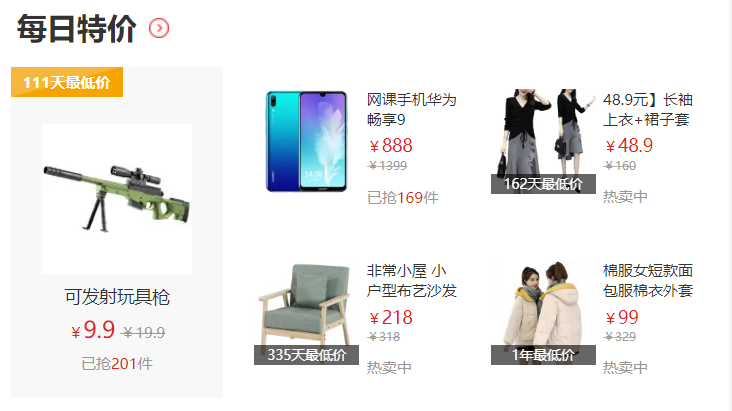 每日特价
111天最低价
可发射玩具枪
￥9.9 ￥19.9
已抢201件
网课手机华为
畅享9
￥888
￥1399
已抢169件
162天最低价
48.9元】长袖
上衣+裙子套
￥48.9
￥160
热卖中
335天最低价
非常小屋 小
户型布艺沙发
￥218
￥318
热卖中
1年最低价
棉服女短款面
包服棉衣外套
￥99
￥329
热卖中